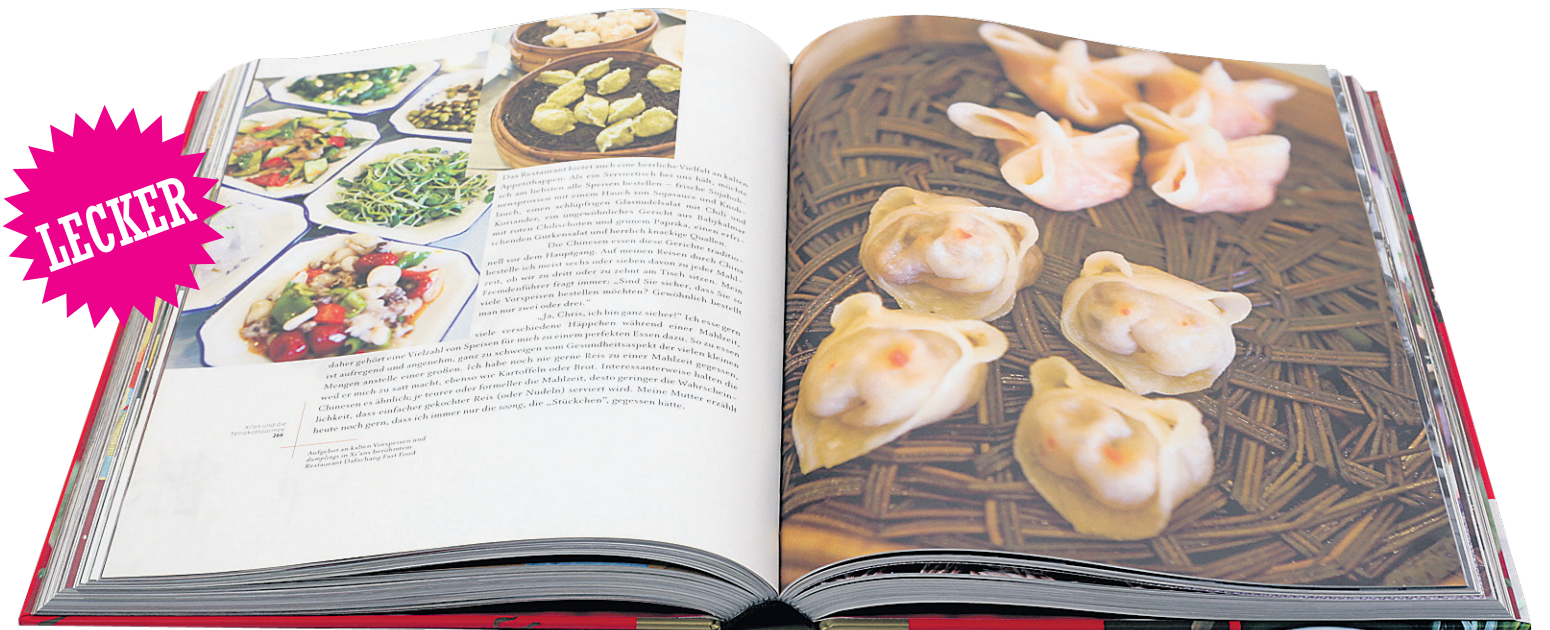 LECKER
Das Restaurant bietet auch eine herrliche Vielfalt an kalten
Appetithappen. Als ein Serviertisch bei uns hält, möchte
ich am liebsten alle Speisen bestellen – frische Sojaboh-
nensprossen mit einem Hauch von Sojasauce und Knob-
lauch, einen schlüpfrigen Glasnudelsalat mit Chili und
Koriander, ein ungewöhnliches Gericht aus Babykalmar
mit roten Chilischoten und grünem Paprika, einen erfri-
schenden Gurkensalat und herrlich knackige Quallen.
Die Chinesen essen diese Gerichte traditio-
nell vor dem Hauptgang. Auf meinen Reisen durch China
bestelle ich meist sechs oder sieben davon zu jeder Mahl-
zeit, ob wir zu dritt oder zu zehnt am Tisch sitzen. Mein
Fremdenführer fragt immer: „Sind Sie sicher, dass Sie so
viele Vorspeisen bestellen möchten? Gewöhnlich bestellt
man nur zwei oder drei.“
„Ja, Chris, ich bin ganz sicher!“ Ich esse gern
viele verschiedene Häppchen während einer Mahlzeit,
daher gehört eine Vielzahl von Speisen für mich zu einem perfekten Essen dazu. So zu essen
ist aufregend und angenehm, ganz zu schweigen vom Gesundheitsaspekt der vielen kleinen
Mengen anstelle einer großen. Ich habe noch nie gerne Reis zu einer Mahlzeit gegessen,
weil er mich zu satt macht, ebenso wie Kartoffeln oder Brot. Interessanterweise halten die
Chinesen es ähnlich; je teurer oder formeller die Mahlzeit, desto geringer die Wahrschein-
lichkeit, dass einfacher gekochter Reis (oder Nudeln) serviert wird. Meine Mutter erzählt
heute noch gern, dass ich immer nur die soong, die „Stückchen“, gegessen hätte.
Allan und die
Terrakottaarmee
266
Aufgebot an kalten Vorspeisen und
dumplings in Xi'ans berühmtem
Restaurant Dafachang Fast Food